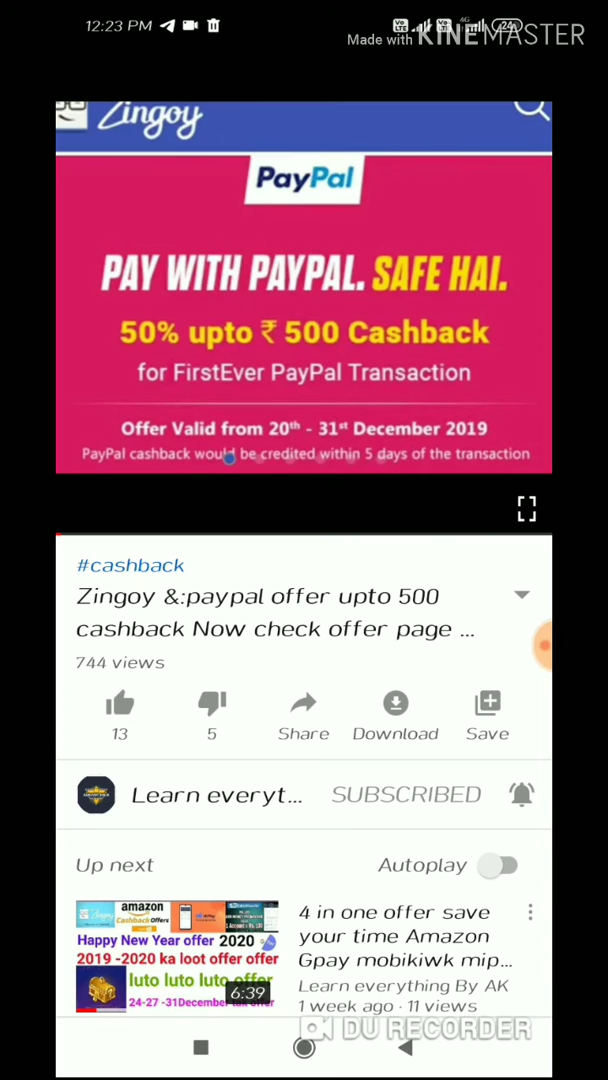 12:23 PM
4G
24
Made with KINEMASTER
Zingoy
PayPal
PAY WITH PAYPAL. SAFE HAI.
50% upto ₹ 500 Cashback
for FirstEver PayPal Transaction
Offer Valid from 20th - 31st December 2019
PayPal cashback would be credited within 5 days of the transaction
#cashback
Zingoy &:paypal offer upto 500
cashback Now check offer page ...
744 views
13
5
Share
Download
Save
Learn everyt...
SUBSCRIBED
Up next
Autoplay
amazon
Cashback Offers
Happy New Year offer 2020
2019 -2020 ka loot offer offer
luto luto luto offer
24-27 -31December
6:39
4 in one offer save
your time Amazon
Gpay mobikiwk mip...
Learn everything By AK
1 week ago · 11 views
DU RECORDER